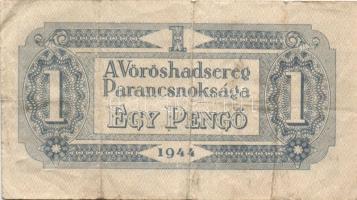 1
A Vöröshadsereg
Parancsnoksága
1 1
EGY PENGŐ
1944